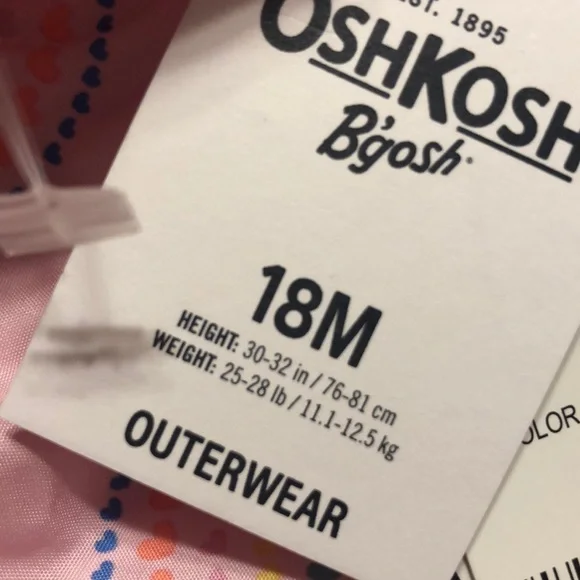 ST. 1895
OSHKOSH
B'gosh
18M
HEIGHT: 30-32 in / 76-81 cm
WEIGHT: 25-28 lb / 11.1-12.5 kg
OUTERWEAR
OLOR